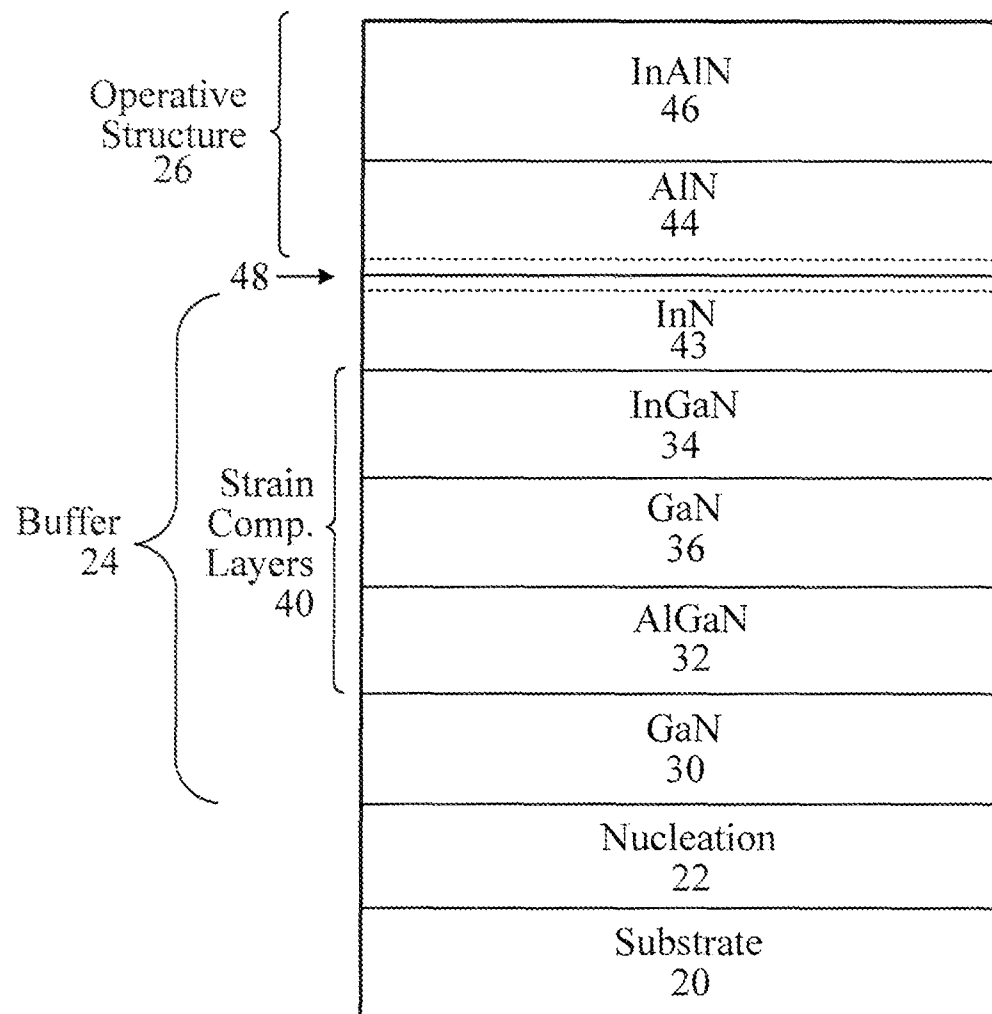 Operative
Structure
26
InAlN
46
AlN
44
48
InN
43
InGaN
34
Strain
Comp.
Layers
40
GaN
36
Buffer
24
AlGaN
32
GaN
30
Nucleation
22
Substrate
20